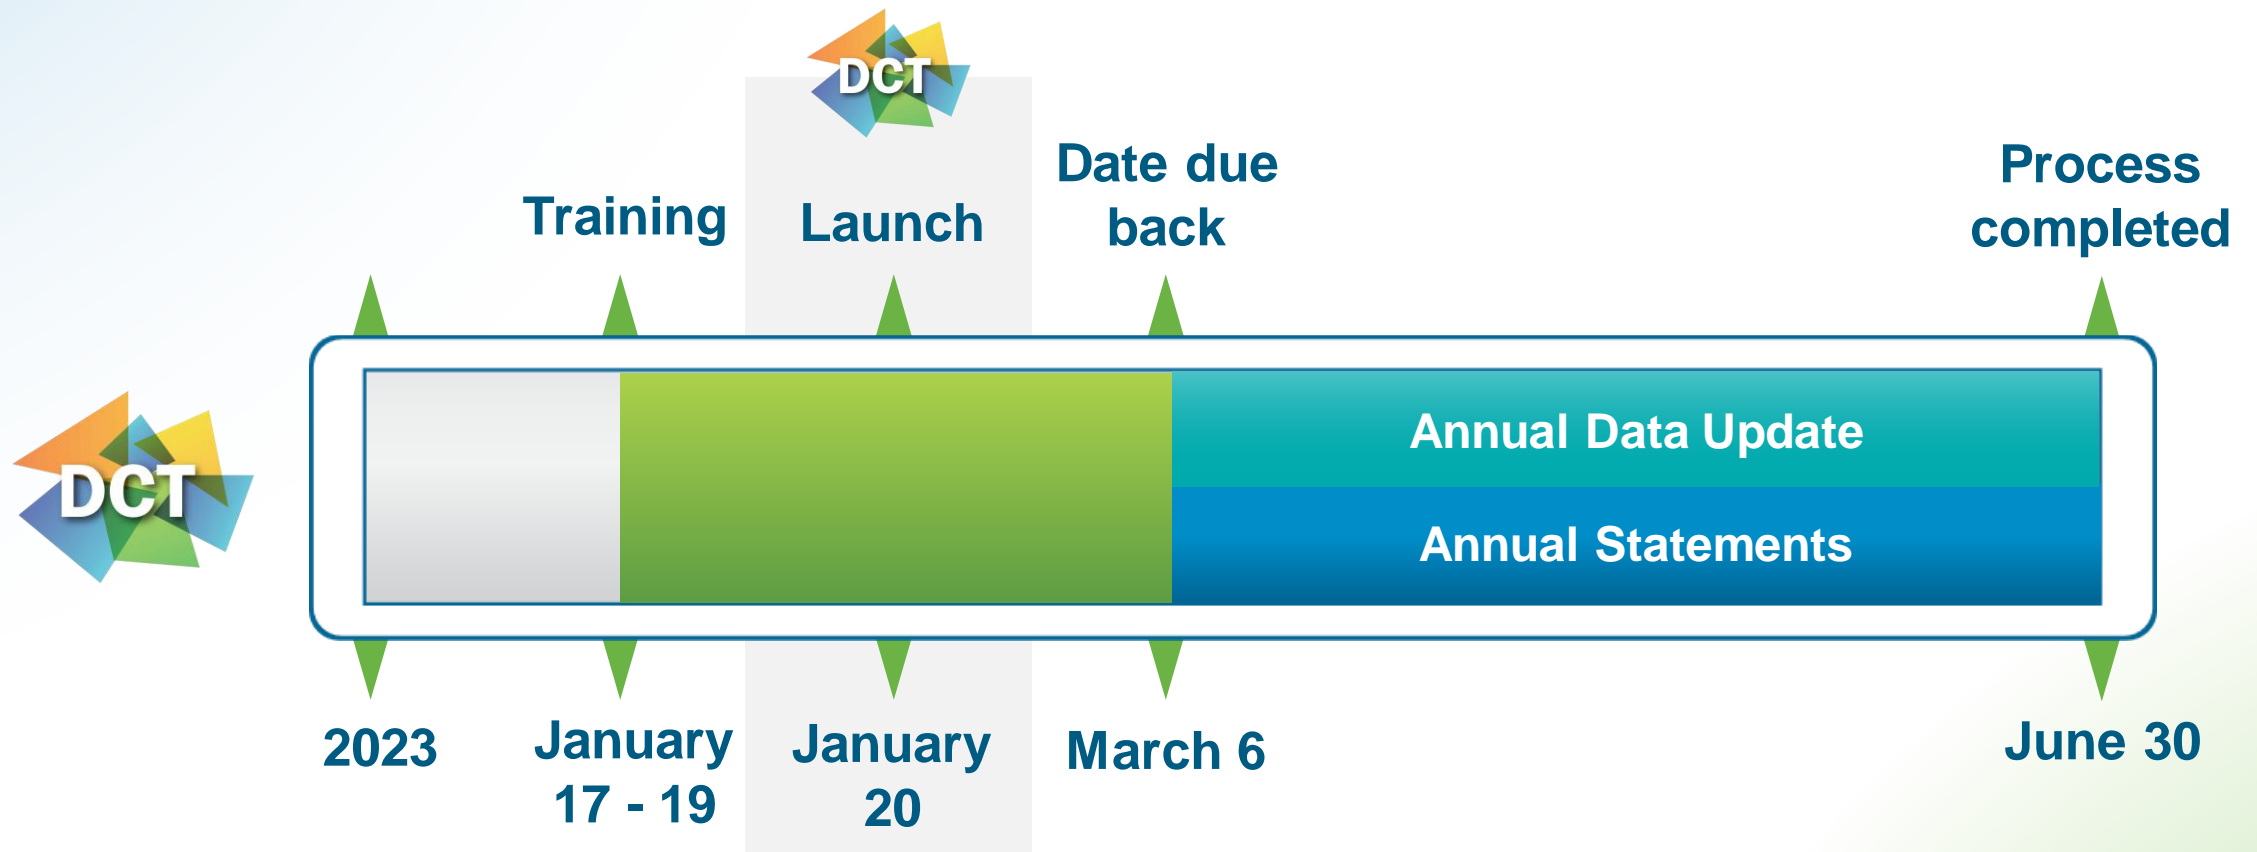 DCT
Training
Launch
Date due
back
Process
completed
DCT
Annual Data Update
Annual Statements
2023
January
17 - 19
January
20
March 6
June 30